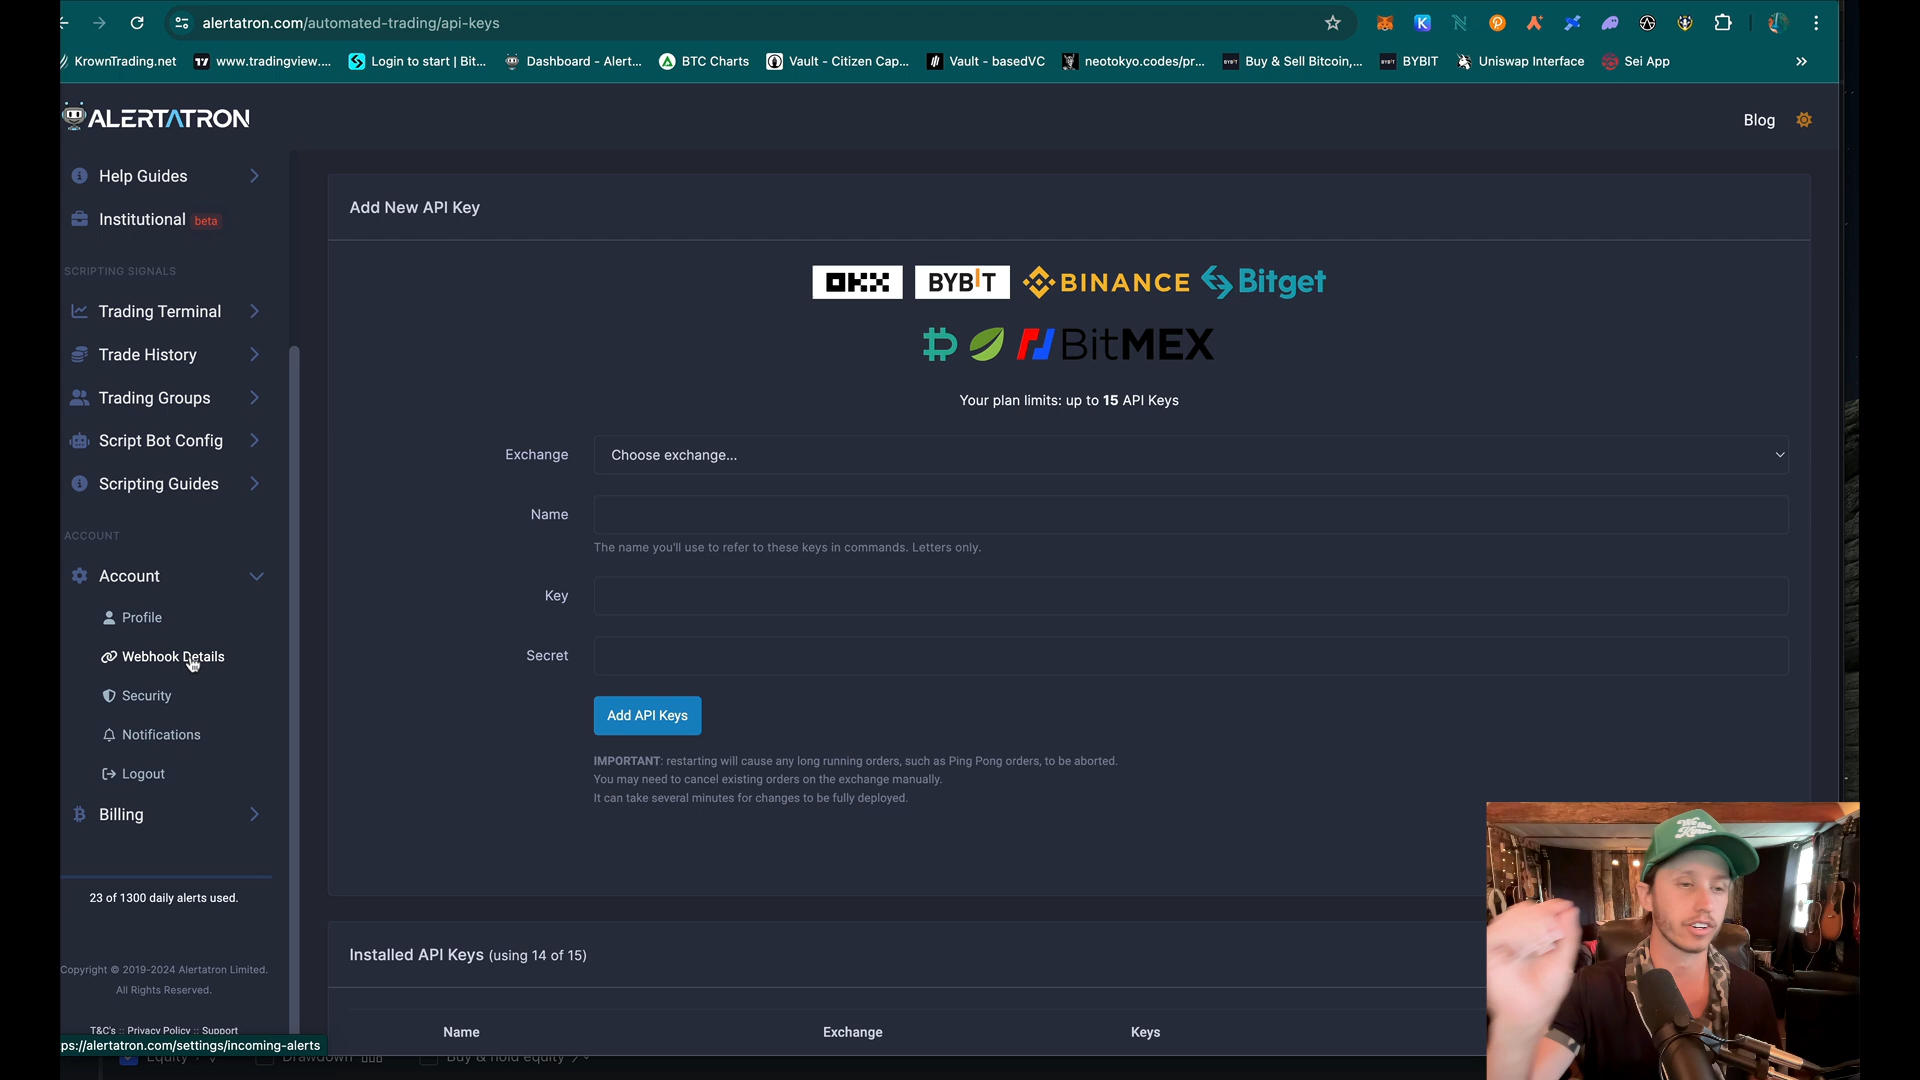 alertatron.com/automated-trading/api-keys
KrownTrading.net
www.tradingview....
Login to start | Bit...
Dashboard - Alert...
BTC Charts
Vault - Citizen Cap...
Vault - basedVC
neotokyo.codes/pr...
Buy & Sell Bitcoin,...
BYBIT
Uniswap Interface
Sei App
ALERTATRON
Blog
Help Guides
Institutional beta
SCRIPTING SIGNALS
Trading Terminal
Trade History
Trading Groups
Script Bot Config
Scripting Guides
ACCOUNT
Account
Profile
Webhook Details
Security
Notifications
Logout
Billing
23 of 1300 daily alerts used.
Copyright © 2019-2024 Alertatron Limited.
All Rights Reserved.
T&C's :: Privacy Policy :: Support
ps://alertatron.com/settings/incoming-alerts
Add New API Key
OKX BYBIT BINANCE Bitget
BitMEX
Your plan limits: up to 15 API Keys
Exchange
Choose exchange...
Name
The name you'll use to refer to these keys in commands. Letters only.
Key
Secret
Add API Keys
IMPORTANT: restarting will cause any long running orders, such as Ping Pong orders, to be aborted.
You may need to cancel existing orders on the exchange manually.
It can take several minutes for changes to be fully deployed.
Installed API Keys (using 14 of 15)
Name Exchange Keys
Equity Drawdown Buy & hold equity